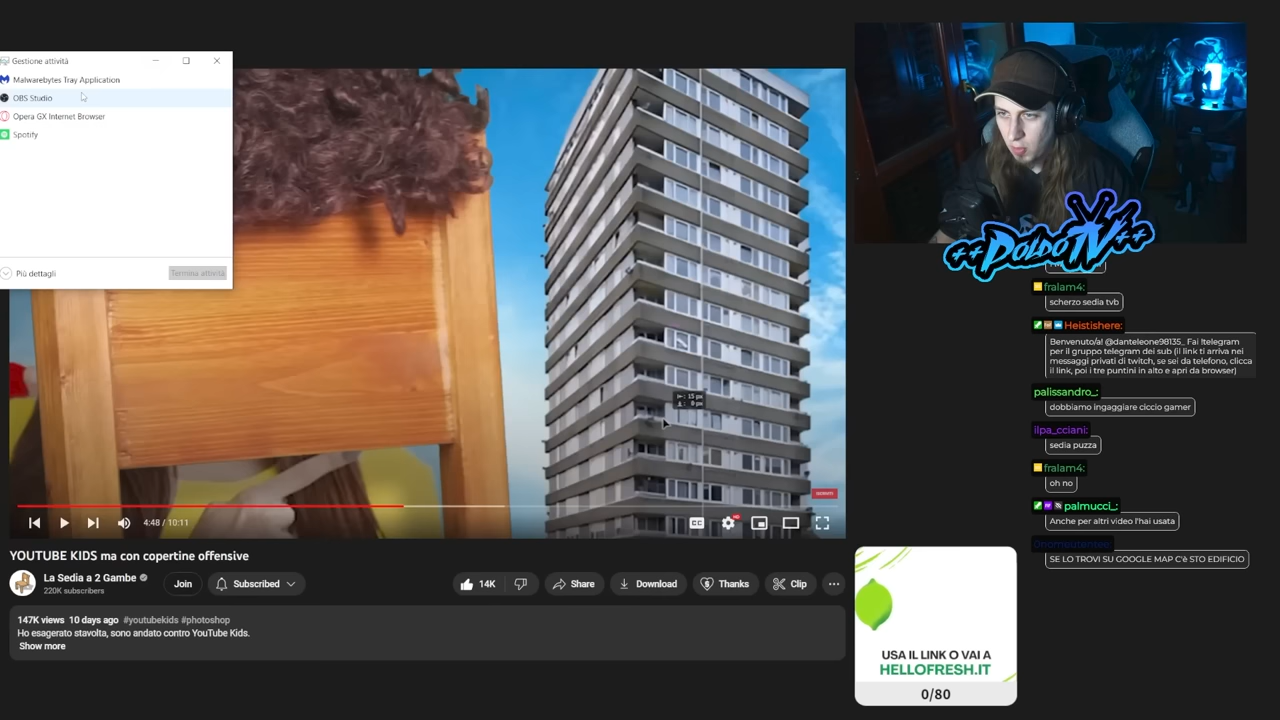 Gestione attività
Malwarebytes Tray Application
OBS Studio
Opera GX Internet Browser
Spotify
Più dettagli
Termina attività
4:48 / 10:11
CC
YOUTUBE KIDS ma con copertine offensive
La Sedia a 2 Gambe
220K subscribers
Join
Subscribed
14K
Share
Download
Thanks
Clip
147K views 10 days ago #youtubekids #photoshop
Ho esagerato stavolta, sono andato contro YouTube Kids.
Show more
++POLDOTV++
fralam4:
scherzo sedia tvb
Heistishere:
Benvenuto/a! @danteleone98135_ Fai !telegram
per il gruppo telegram dei sub (il link ti arriva nei
messaggi privati di twitch, se sei da telefono, clicca
il link, poi i tre puntini in alto e apri da browser)
palissandro_:
dobbiamo ingaggiare ciccio gamer
ilpa_cciani:
sedia puzza
fralam4:
oh no
palmucci_:
Anche per altri video l'hai usata
SE LO TROVI SU GOOGLE MAP C'è STO EDIFICIO
USA IL LINK O VAI A
HELLOFRESH.IT
0/80